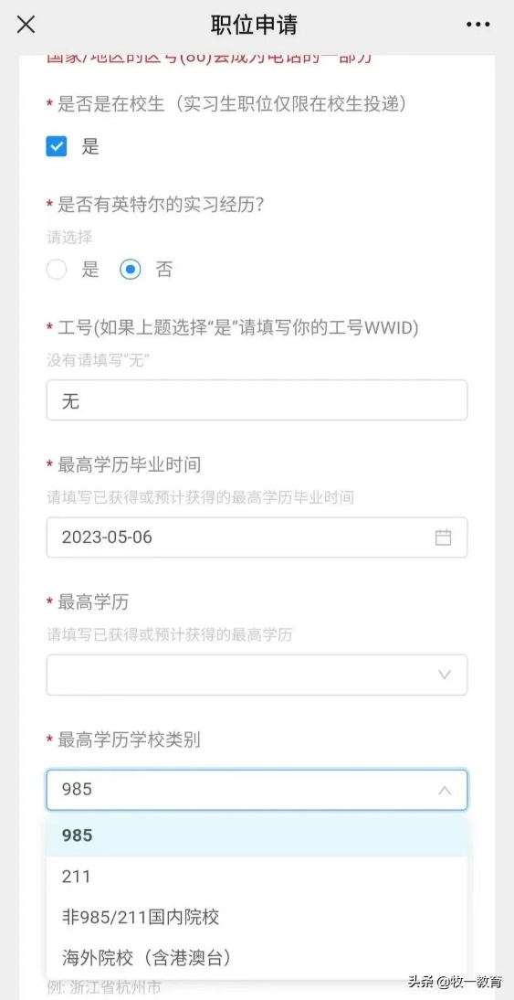 职位申请
国家/地区的区号(86)会成为电话的一部分
* 是否是在校生（实习生职位仅限在校生投递）
是
* 是否有英特尔的实习经历？
请选择
是 否
* 工号(如果上题选择“是”请填写你的工号WWID)
没有请填写“无”
无
* 最高学历毕业时间
请填写已获得或预计获得的最高学历毕业时间
2023-05-06
* 最高学历
请填写已获得或预计获得的最高学历
* 最高学历学校类别
985
985
211
非985/211国内院校
海外院校（含港澳台）
例: 浙江省杭州市
头条 @牧一教育